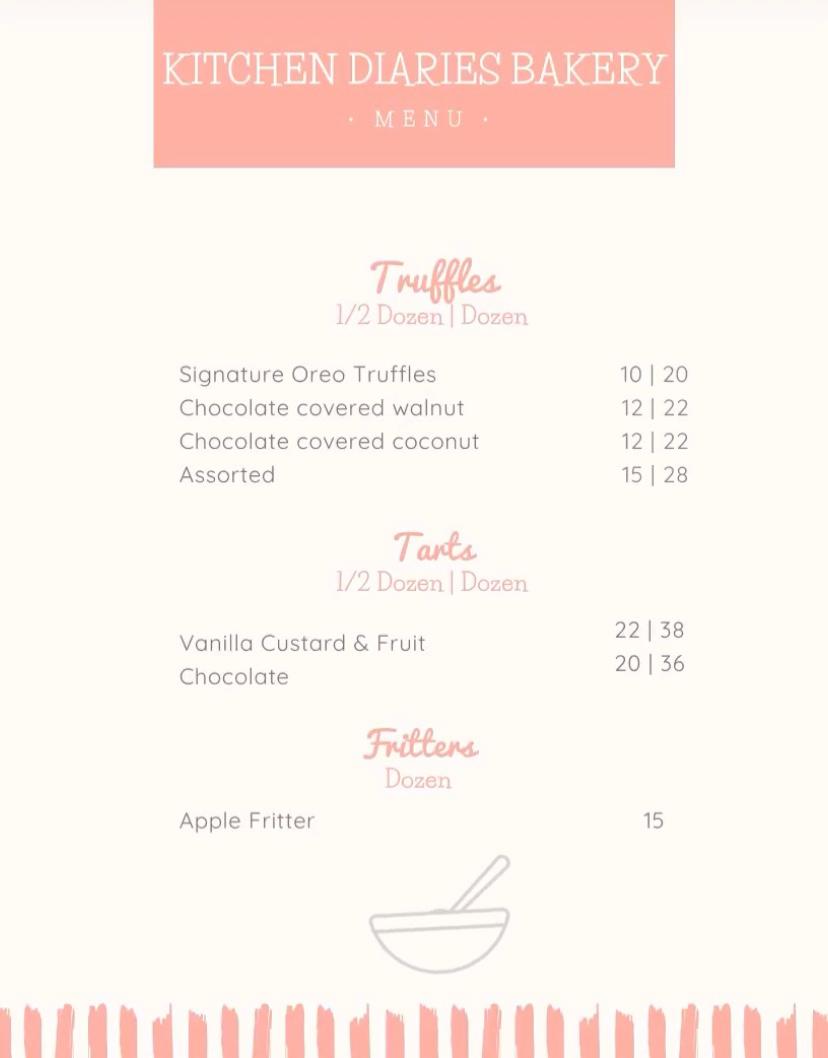 KITCHEN DIARIES BAKERY
· MENU ·
Truffles
1/2 Dozen | Dozen
Signature Oreo Truffles 10 | 20
Chocolate covered walnut 12 | 22
Chocolate covered coconut 12 | 22
Assorted 15 | 28
Tarts
1/2 Dozen | Dozen
Vanilla Custard & Fruit 22 | 38
Chocolate 20 | 36
Fritters
Dozen
Apple Fritter 15